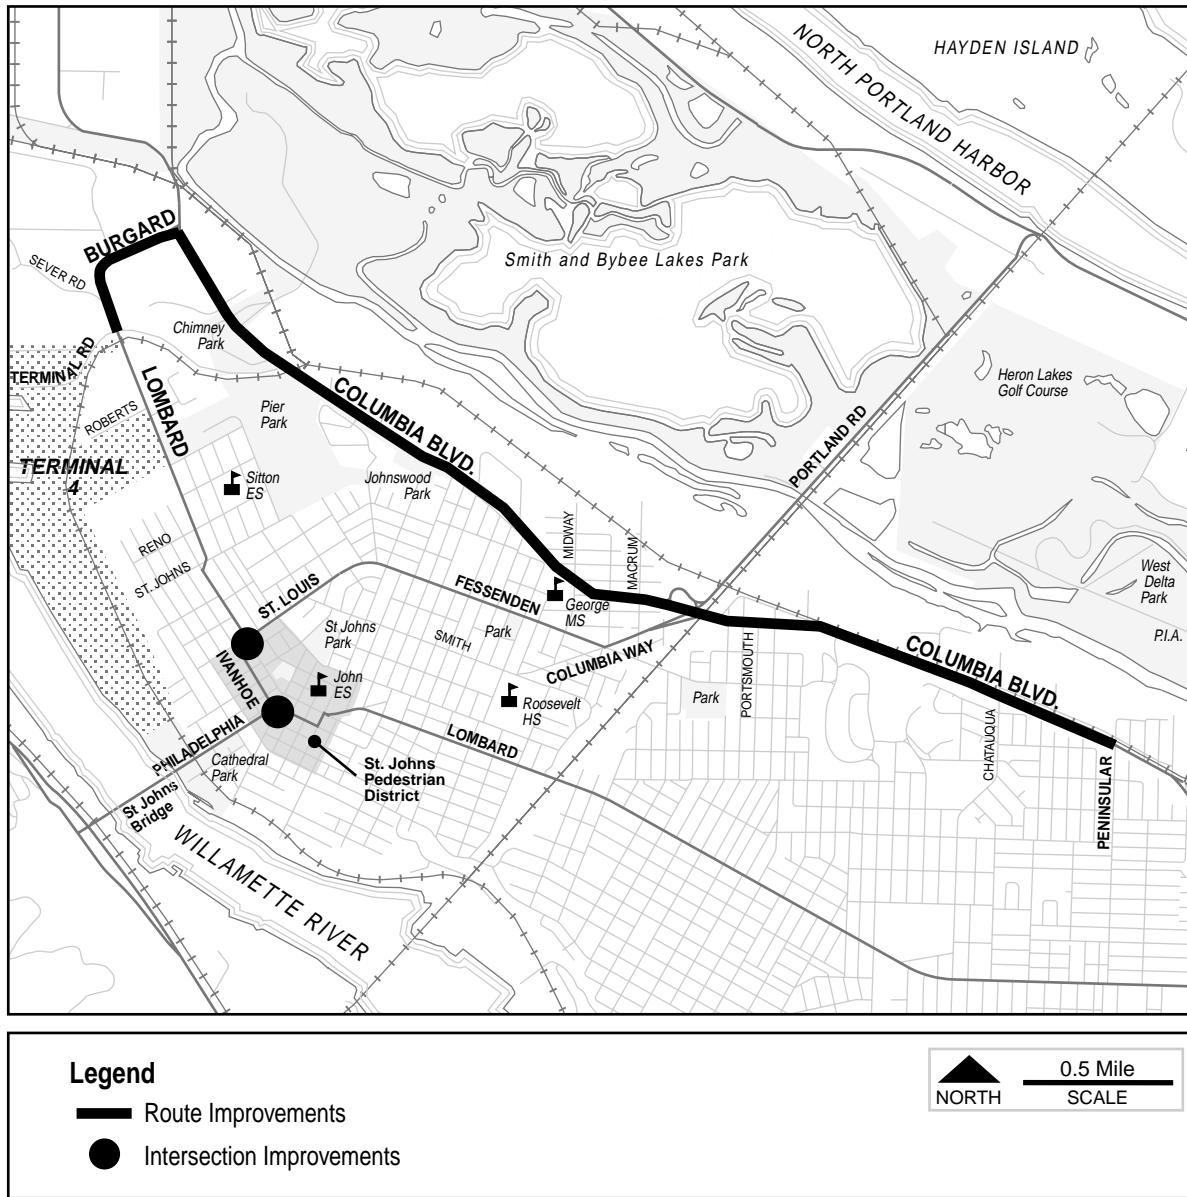 HAYDEN ISLAND
NORTH PORTLAND HARBOR
BURGARD
SEVER RD
Smith and Bybee Lakes Park
Chimney
Park
TERMINAL RD
LOMBARD
COLUMBIA BLVD.
Heron Lakes
Golf Course
ROBERTS
Pier
Park
PORTLAND RD
TERMINAL
4
Sitton
ES
Johnswood
Park
RENO
MIDWAY
MACRUM
ST. JOHNS
ST. LOUIS
FESSENDEN
George
MS
West
Delta
Park
St Johns
Park
SMITH
Park
P.I.A.
IVANHOE
COLUMBIA WAY
PORTSMOUTH
COLUMBIA BLVD.
John
ES
Roosevelt
HS
Park
PHILADELPHIA
LOMBARD
CHATAUQUA
Cathedral
Park
St. Johns
Pedestrian
District
PENINSULAR
St Johns
Bridge
WILLAMETTE RIVER
Legend
Route Improvements
Intersection Improvements
NORTH
0.5 Mile
SCALE